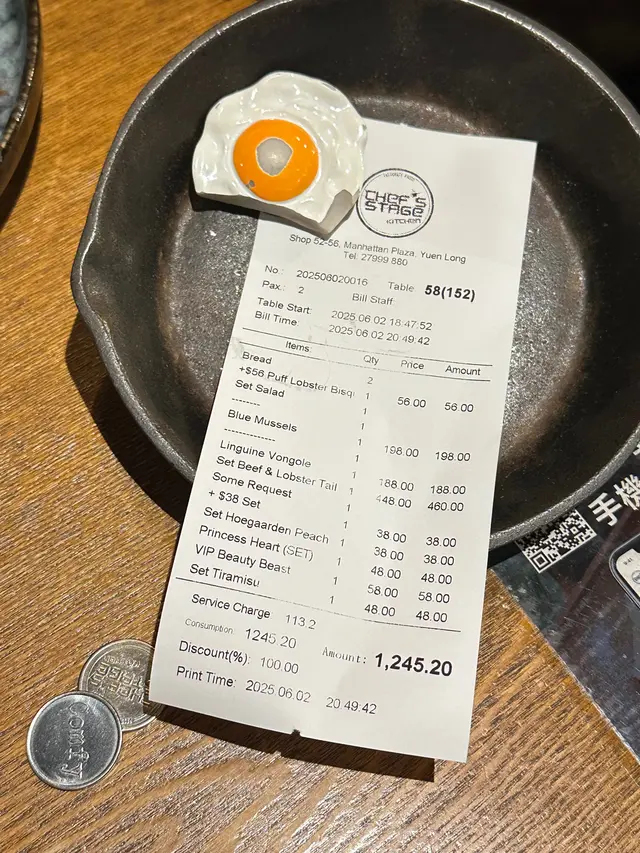 CHEF'S
STAGE
KITCHEN
Shop 52-56, Manhattan Plaza, Yuen Long
Tel: 27999 880
No.: 202506020016 Table: 58(152)
Pax.: 2 Bill Staff:
Table Start: 2025.06.02 18:47:52
Bill Time: 2025.06.02 20:49:42
Items: Qty Price Amount
Bread 2
+$56 Puff Lobster Bisqu 1 56.00 56.00
Set Salad 1
-------- 1
Blue Mussels 1 198.00 198.00
------------- 1
Linguine Vongole 1 188.00 188.00
Set Beef & Lobster Tail 1 448.00 460.00
Some Request 1
+ $38 Set 1 38.00 38.00
Set Hoegaarden Peach 1 38.00 38.00
Princess Heart (SET) 1 48.00 48.00
VIP Beauty Beast 1 58.00 58.00
Set Tiramisu 1 48.00 48.00
Service Charge 113.2
Consumption: 1245.20 Amount: 1,245.20
Discount(%): 100.00
Print Time: 2025.06.02 20:49:42
手機